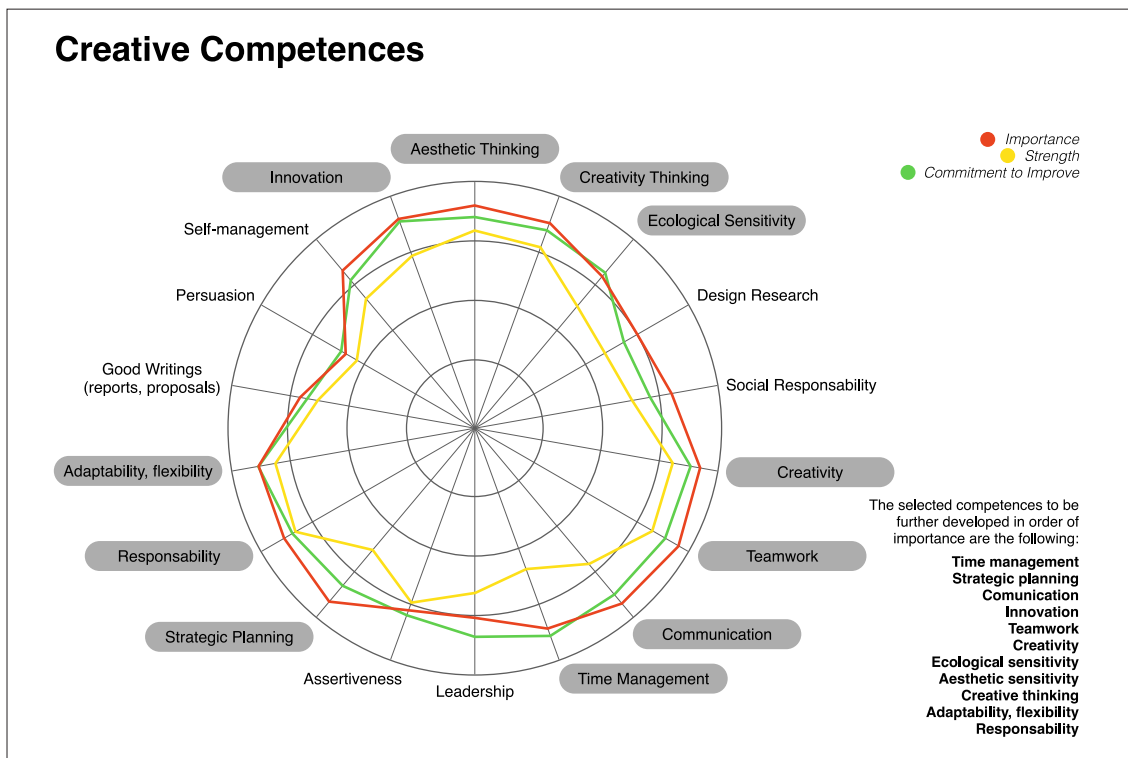 Creative Competences
Importance
Strength
Commitment to Improve
Aesthetic Thinking
Innovation
Creativity Thinking
Self-management
Ecological Sensitivity
Persuasion
Design Research
Good Writings
(reports, proposals)
Social Responsability
Adaptability, flexibility
Creativity
Responsability
Teamwork
Strategic Planning
Communication
Assertiveness
Leadership
Time Management
The selected competences to be
further developed in order of
importance are the following:
Time management
Strategic planning
Comunication
Innovation
Teamwork
Creativity
Ecological sensitivity
Aesthetic sensitivity
Creative thinking
Adaptability, flexibility
Responsability